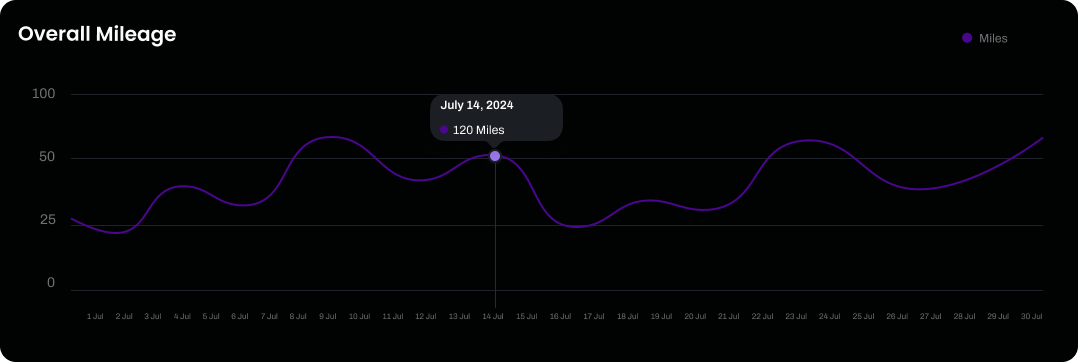 Overall Mileage
Miles
100
July 14, 2024
120 Miles
50
25
0
1 Jul 2 Jul 3 Jul 4 Jul 5 Jul 6 Jul 7 Jul 8 Jul 9 Jul 10 Jul 11 Jul 12 Jul 13 Jul 14 Jul 15 Jul 16 Jul 17 Jul 18 Jul 19 Jul 20 Jul 21 Jul 22 Jul 23 Jul 24 Jul 25 Jul 26 Jul 27 Jul 28 Jul 29 Jul 30 Jul